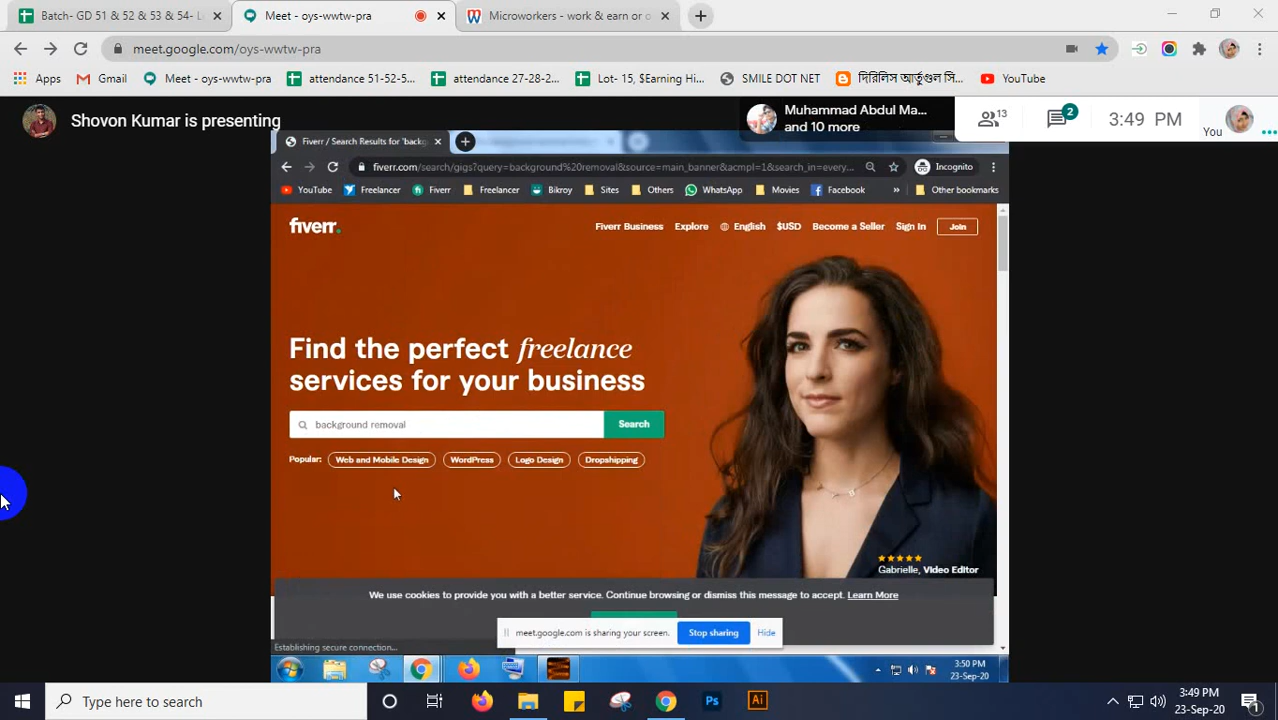 Batch- GD 51 & 52 & 53 & 54- L
Meet - oys-wwtw-pra
Microworkers - work & earn or o
meet.google.com/oys-wwtw-pra
Apps
Gmail
Meet - oys-wwtw-pra
attendance 51-52-5...
attendance 27-28-2...
Lot- 15, $Earning Hi...
SMILE DOT NET
দিরিলিস আর্তুগুল সি...
YouTube
Shovon Kumar is presenting
Muhammad Abdul Ma...
and 10 more
13
2
3:49 PM
You
Fiverr / Search Results for 'backg
fiverr.com/search/gigs?query=background%20removal&source=main_banner&acmpl=1&search_in=every...
Incognito
YouTube
Freelancer
Fiverr
Freelancer
Bikroy
Sites
Others
WhatsApp
Movies
Facebook
»
Other bookmarks
fiverr.
Fiverr Business
Explore
English
$USD
Become a Seller
Sign In
Join
Find the perfect freelance
services for your business
background removal
Search
Popular:
Web and Mobile Design
WordPress
Logo Design
Dropshipping
Gabrielle, Video Editor
We use cookies to provide you with a better service. Continue browsing or dismiss this message to accept. Learn More
meet.google.com is sharing your screen.
Stop sharing
Hide
Establishing secure connection...
3:50 PM
23-Sep-20
Type here to search
Ps
Ai
3:49 PM
23-Sep-20
1